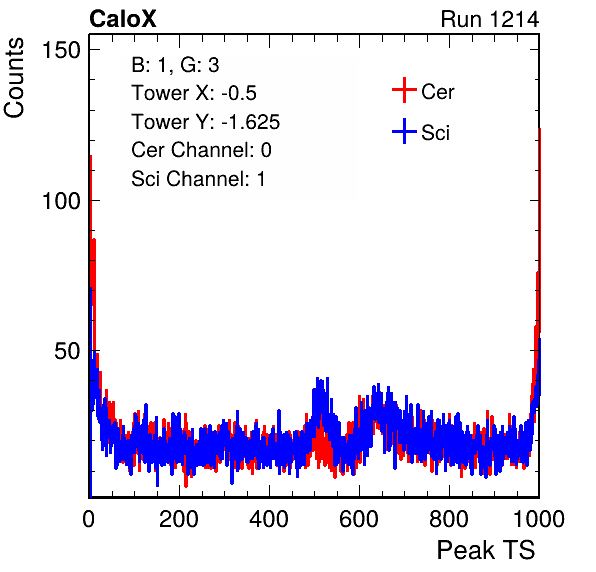 CaloX
Run 1214
Counts
150
100
50
B: 1, G: 3
Tower X: -0.5
Tower Y: -1.625
Cer Channel: 0
Sci Channel: 1
Cer
Sci
0 200 400 600 800 1000
Peak TS